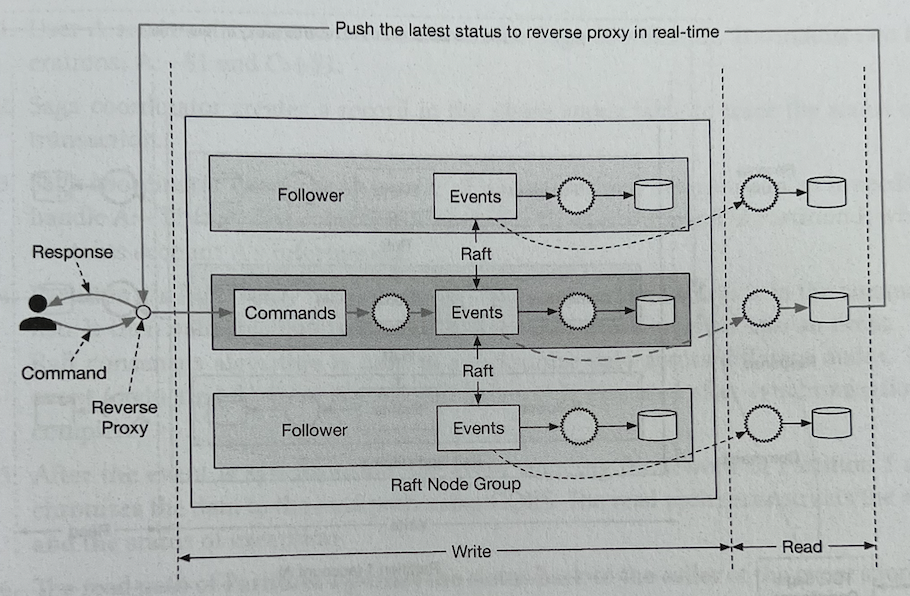 Push the latest status to reverse proxy in real-time
Follower
Events
Raft
Response
Commands
Events
Command
Raft
Reverse
Proxy
Follower
Events
Raft Node Group
Write
Read